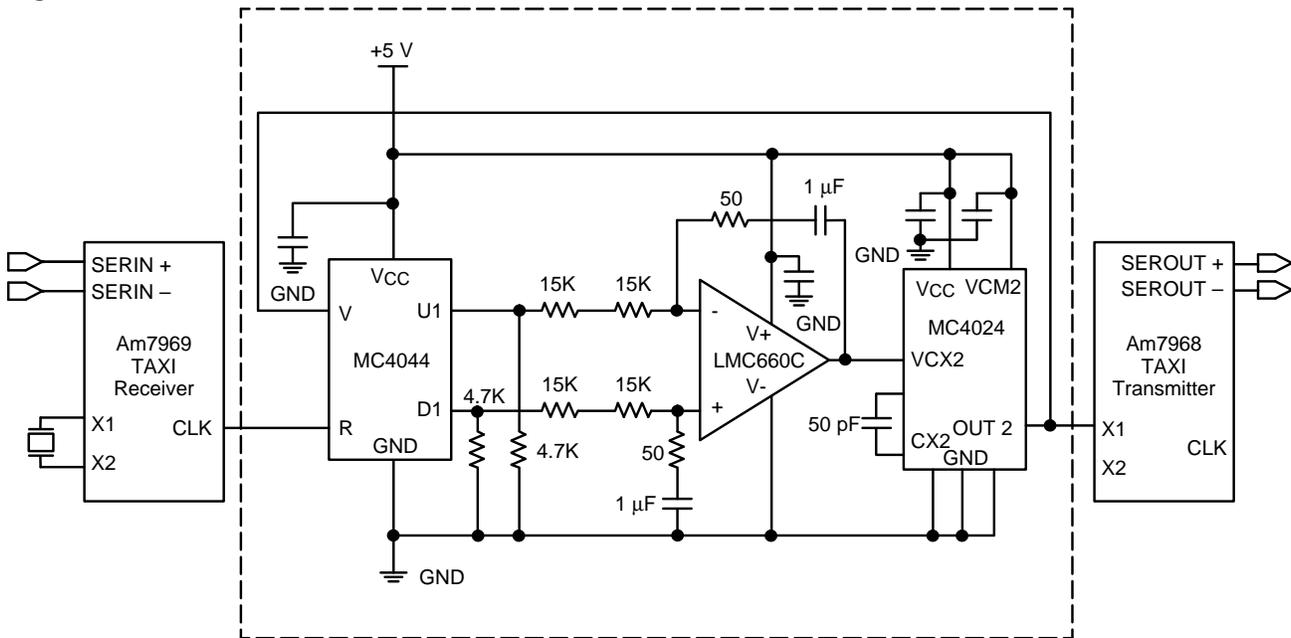 +5 V
50
1 μF
GND
SERIN +
SERIN –
Am7969
TAXI
Receiver
X1
X2
CLK
GND
VCC
V
U1
MC4044
D1
R
GND
15K
15K
15K
15K
4.7K
4.7K
50
1 μF
-
+
V+
LMC660C
V-
GND
GND
VCC
VCM2
MC4024
VCX2
50 pF
CX2
OUT 2
GND
SEROUT +
SEROUT –
Am7968
TAXI
Transmitter
X1
X2
CLK
GND